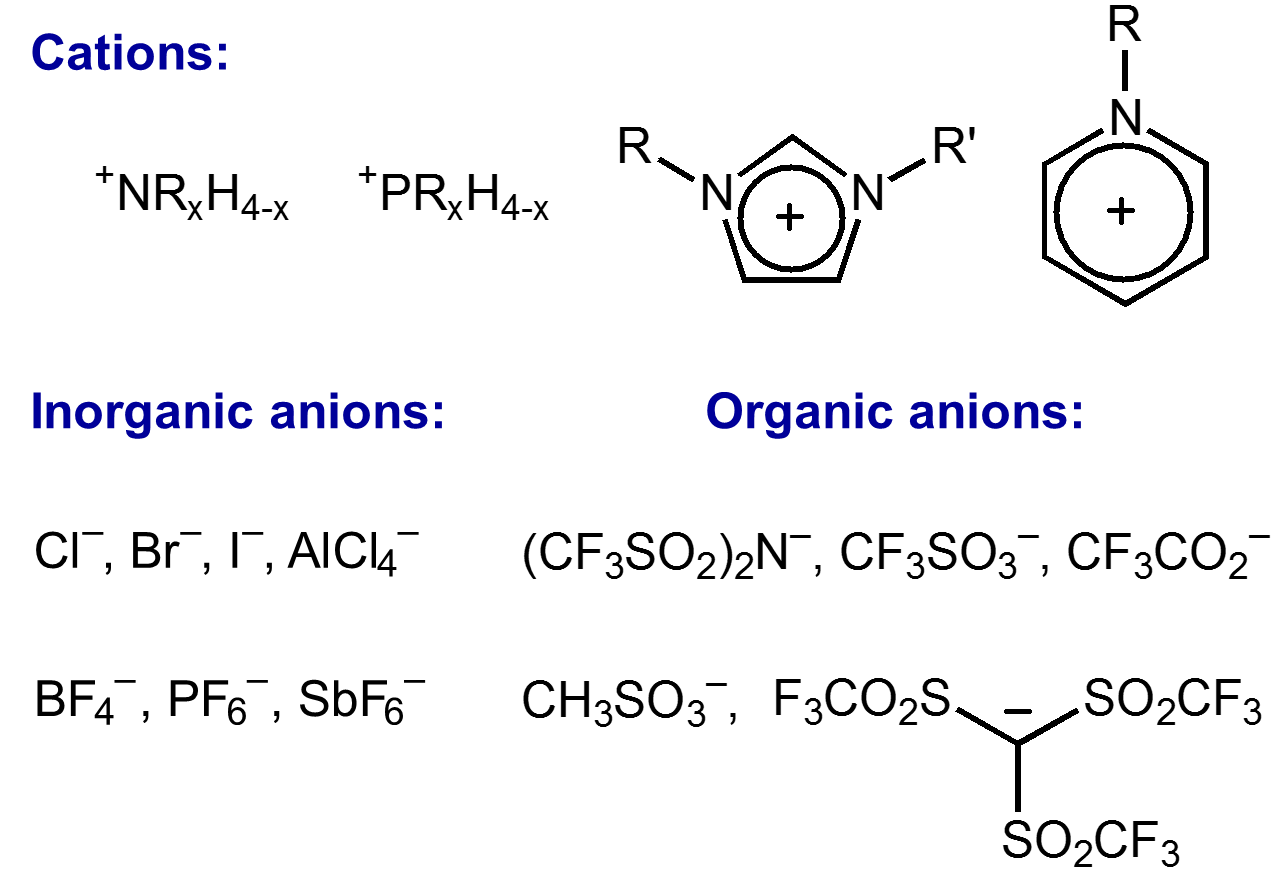 Cations:
⁺NRₓH₄₋ₓ ⁺PRₓH₄₋ₓ
R N + N R'
R N +
Inorganic anions:
Cl⁻, Br⁻, I⁻, AlCl₄⁻
BF₄⁻, PF₆⁻, SbF₆⁻
Organic anions:
(CF₃SO₂)₂N⁻, CF₃SO₃⁻, CF₃CO₂⁻
CH₃SO₃⁻, F₃CO₂S – SO₂CF₃
SO₂CF₃